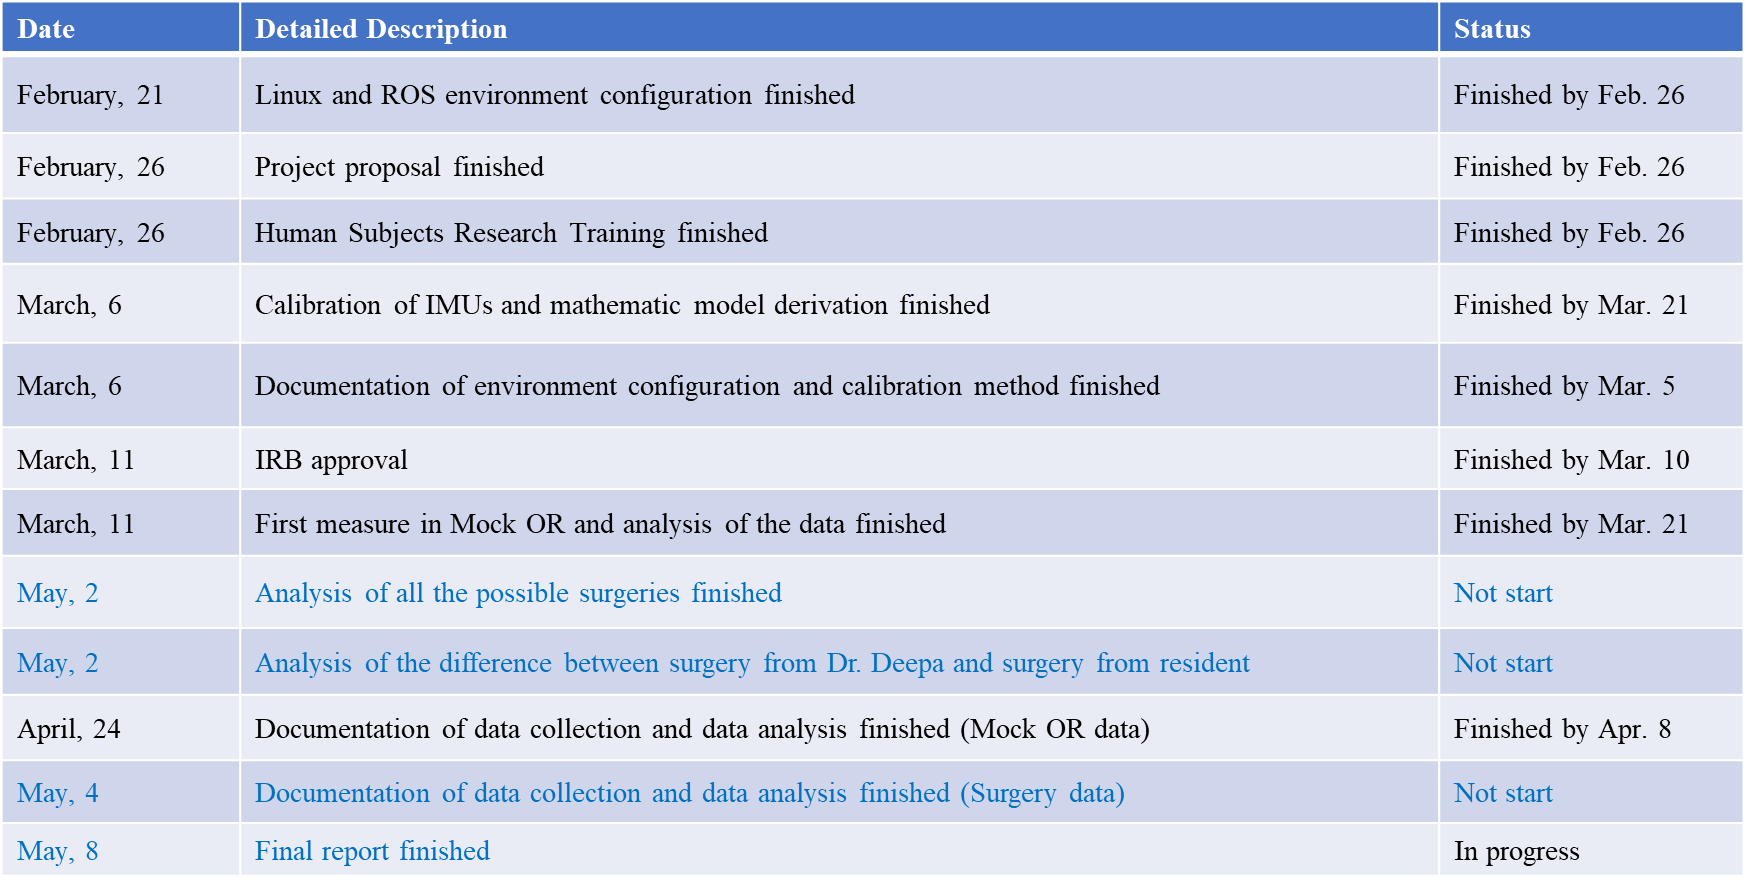 Date Detailed Description Status
February, 21 Linux and ROS environment configuration finished Finished by Feb. 26
February, 26 Project proposal finished Finished by Feb. 26
February, 26 Human Subjects Research Training finished Finished by Feb. 26
March, 6 Calibration of IMUs and mathematic model derivation finished Finished by Mar. 21
March, 6 Documentation of environment configuration and calibration method finished Finished by Mar. 5
March, 11 IRB approval Finished by Mar. 10
March, 11 First measure in Mock OR and analysis of the data finished Finished by Mar. 21
May, 2 Analysis of all the possible surgeries finished Not start
May, 2 Analysis of the difference between surgery from Dr. Deepa and surgery from resident Not start
April, 24 Documentation of data collection and data analysis finished (Mock OR data) Finished by Apr. 8
May, 4 Documentation of data collection and data analysis finished (Surgery data) Not start
May, 8 Final report finished In progress